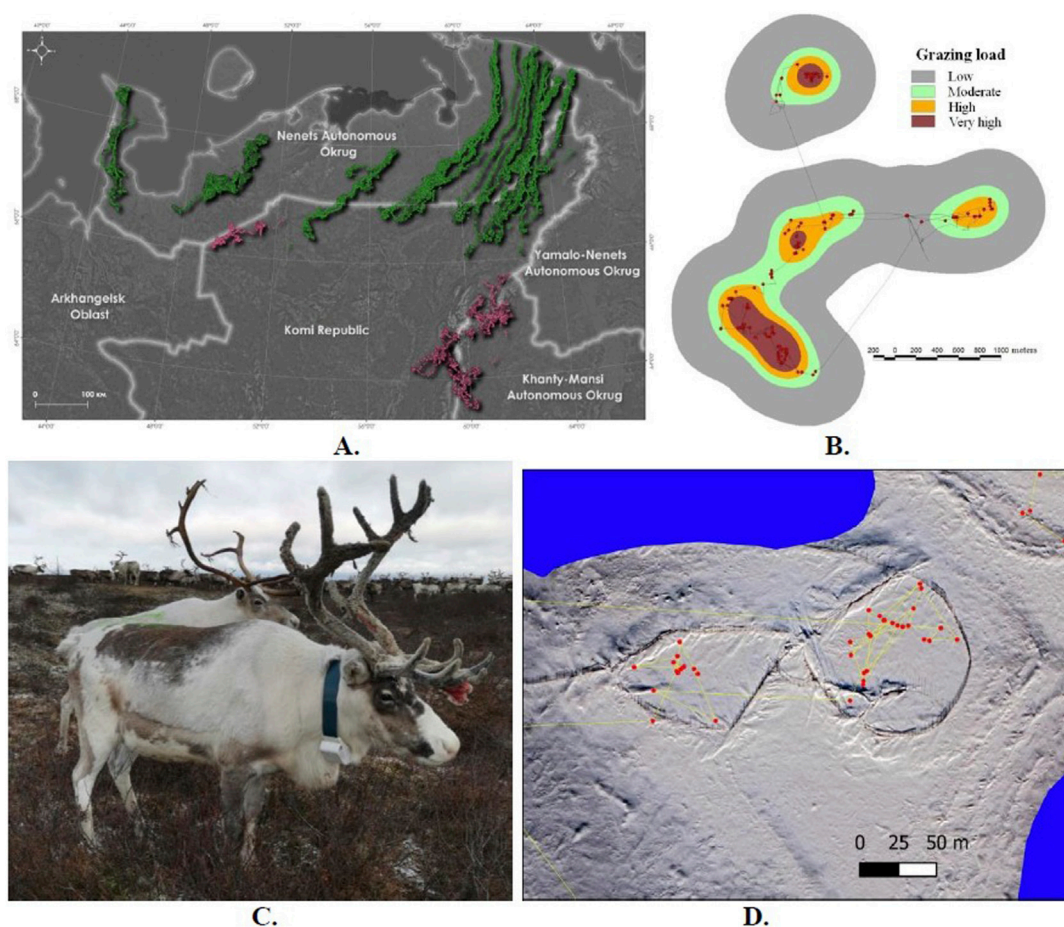 Nenets Autonomous
Okrug
Yamalo-Nenets
Autonomous Okrug
Arkhangelsk
Oblast
Komi Republic
Khanty-Mansi
Autonomous Okrug
0 100 км.
A.
Grazing load
Low
Moderate
High
Very high
200 0 200 400 600 800 1000 meters
B.
C.
0 25 50 m
D.